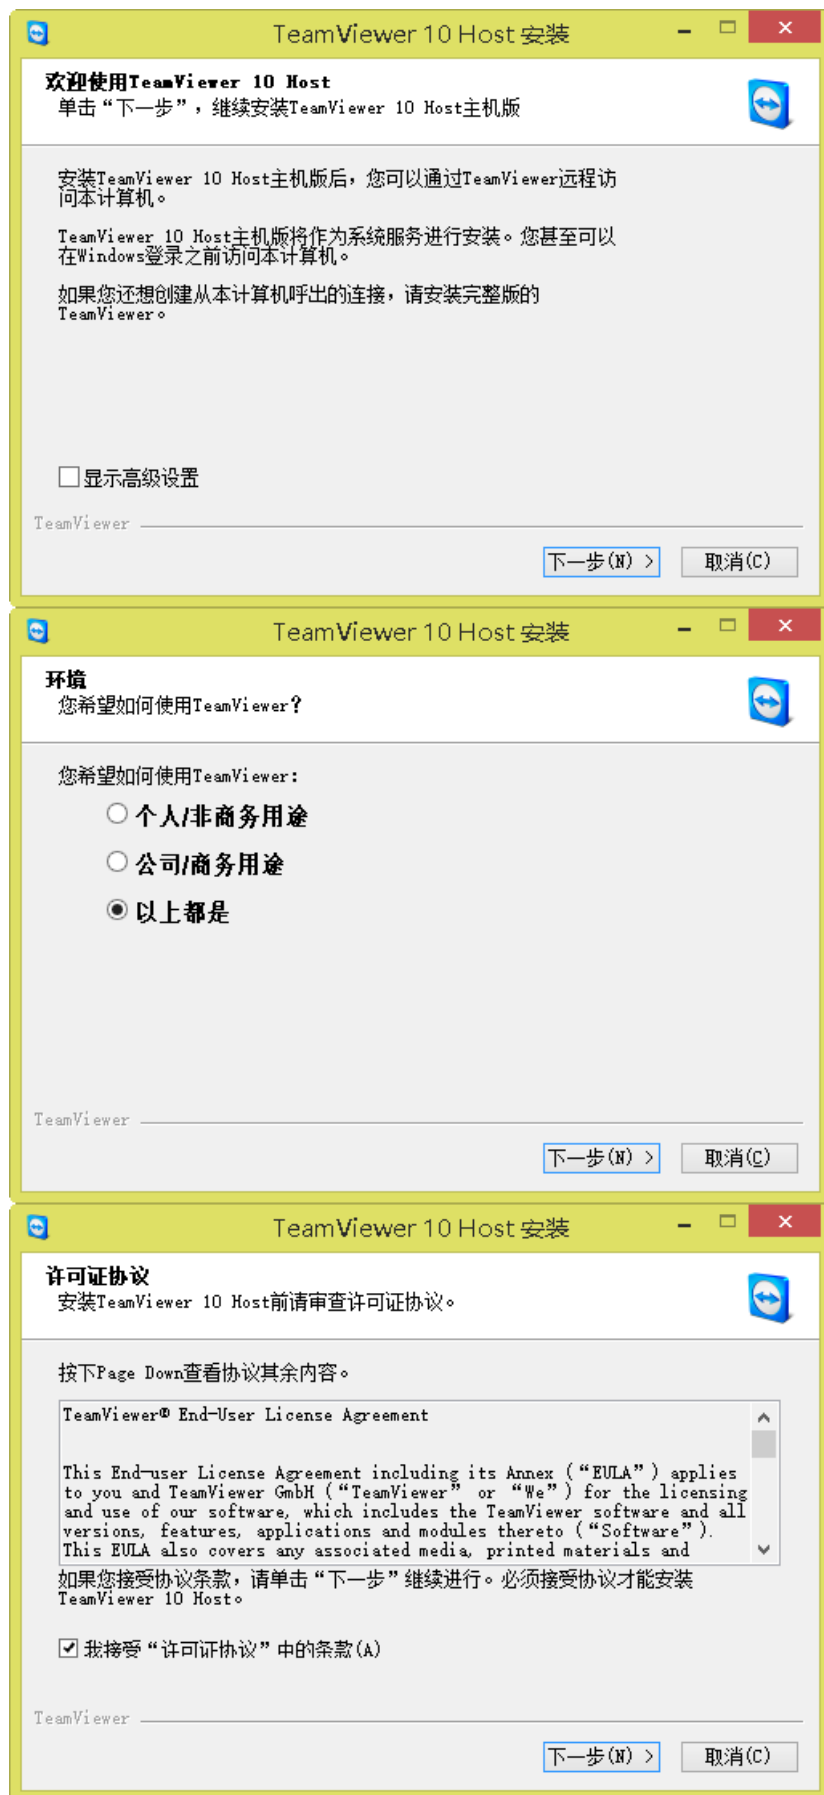 TeamViewer 10 Host 安装
欢迎使用TeamViewer 10 Host
单击“下一步”，继续安装TeamViewer 10 Host主机版
安装TeamViewer 10 Host主机版后，您可以通过TeamViewer远程访
问本计算机。
TeamViewer 10 Host主机版将作为系统服务进行安装。您甚至可以
在Windows登录之前访问本计算机。
如果您还想创建从本计算机呼出的连接，请安装完整版的
TeamViewer。
显示高级设置
TeamViewer
下一步(N) > 取消(C)
TeamViewer 10 Host 安装
环境
您希望如何使用TeamViewer?
您希望如何使用TeamViewer:
个人/非商务用途
公司/商务用途
以上都是
TeamViewer
下一步(N) > 取消(C)
TeamViewer 10 Host 安装
许可证协议
安装TeamViewer 10 Host前请审查许可证协议。
按下Page Down查看协议其余内容。
TeamViewer® End-User License Agreement
This End-user License Agreement including its Annex (“EULA”) applies
to you and TeamViewer GmbH (“TeamViewer” or “We”) for the licensing
and use of our software, which includes the TeamViewer software and all
versions, features, applications and modules thereto (“Software”).
This EULA also covers any associated media, printed materials and
如果您接受协议条款，请单击“下一步”继续进行。必须接受协议才能安装
TeamViewer 10 Host。
我接受“许可证协议”中的条款(A)
TeamViewer
下一步(N) > 取消(C)